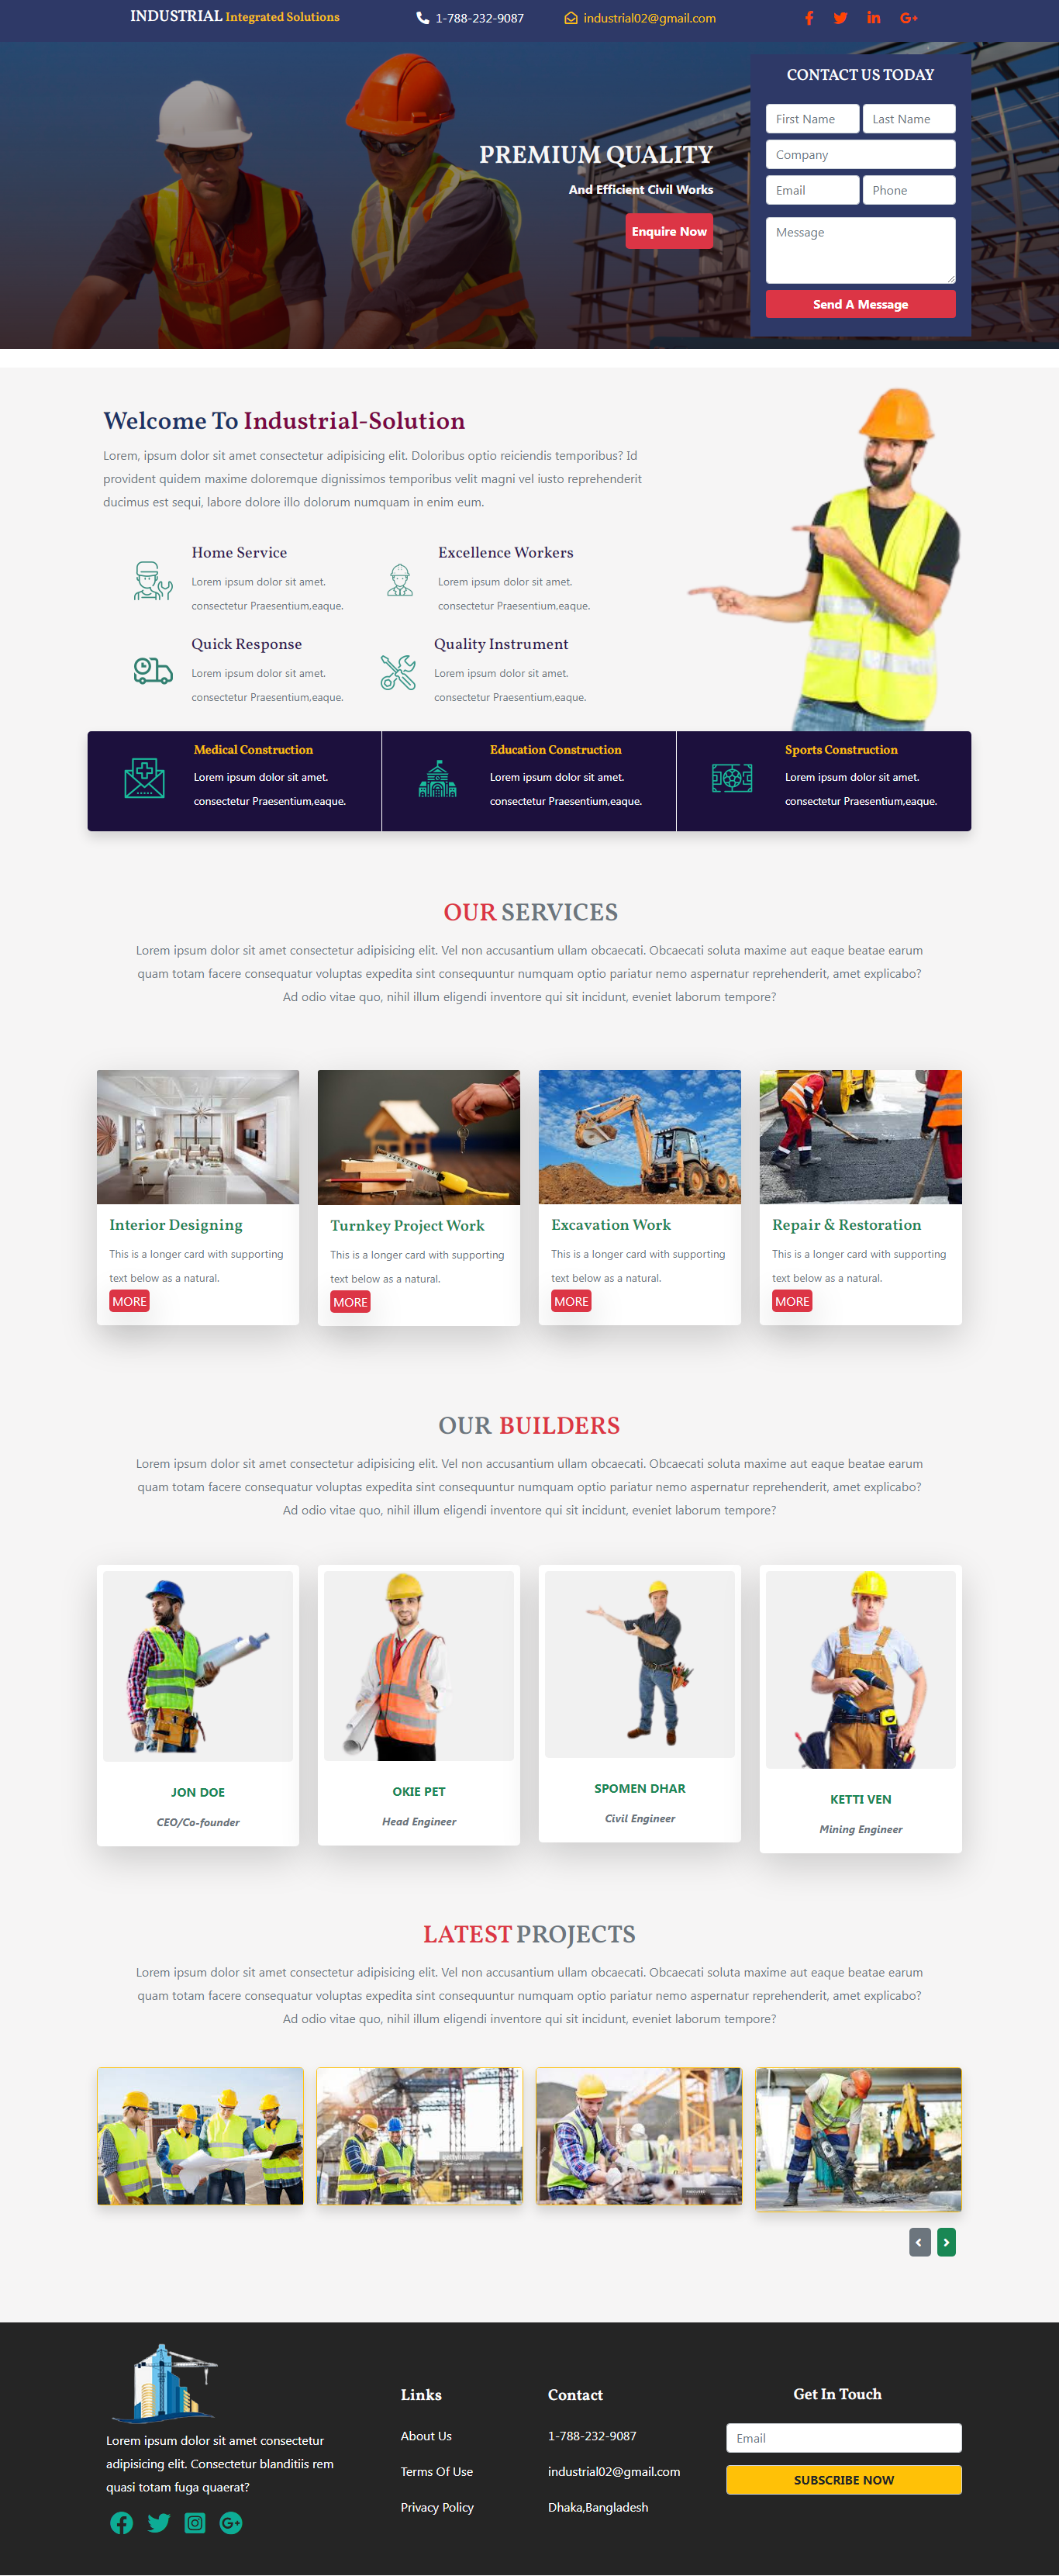 INDUSTRIAL Integrated Solutions
1-788-232-9087
industrial02@gmail.com
CONTACT US TODAY
First Name
Last Name
Company
Email
Phone
Message
Send A Message
PREMIUM QUALITY
And Efficient Civil Works
Enquire Now
Welcome To Industrial-Solution
Lorem, ipsum dolor sit amet consectetur adipisicing elit. Doloribus optio reiciendis temporibus? Id
provident quidem maxime doloremque dignissimos temporibus velit magni vel iusto reprehenderit
ducimus est sequi, labore dolore illo dolorum numquam in enim eum.
Home Service
Lorem ipsum dolor sit amet.
consectetur Praesentium,eaque.
Excellence Workers
Lorem ipsum dolor sit amet.
consectetur Praesentium,eaque.
Quick Response
Lorem ipsum dolor sit amet.
consectetur Praesentium,eaque.
Quality Instrument
Lorem ipsum dolor sit amet.
consectetur Praesentium,eaque.
Medical Construction
Lorem ipsum dolor sit amet.
consectetur Praesentium,eaque.
Education Construction
Lorem ipsum dolor sit amet.
consectetur Praesentium,eaque.
Sports Construction
Lorem ipsum dolor sit amet.
consectetur Praesentium,eaque.
OUR SERVICES
Lorem ipsum dolor sit amet consectetur adipisicing elit. Vel non accusantium ullam obcaecati. Obcaecati soluta maxime aut eaque beatae earum
quam totam facere consequatur voluptas expedita sint consequuntur numquam optio pariatur nemo aspernatur reprehenderit, amet explicabo?
Ad odio vitae quo, nihil illum eligendi inventore qui sit incidunt, eveniet laborum tempore?
Interior Designing
This is a longer card with supporting
text below as a natural.
MORE
Turnkey Project Work
This is a longer card with supporting
text below as a natural.
MORE
Excavation Work
This is a longer card with supporting
text below as a natural.
MORE
Repair & Restoration
This is a longer card with supporting
text below as a natural.
MORE
OUR BUILDERS
Lorem ipsum dolor sit amet consectetur adipisicing elit. Vel non accusantium ullam obcaecati. Obcaecati soluta maxime aut eaque beatae earum
quam totam facere consequatur voluptas expedita sint consequuntur numquam optio pariatur nemo aspernatur reprehenderit, amet explicabo?
Ad odio vitae quo, nihil illum eligendi inventore qui sit incidunt, eveniet laborum tempore?
JON DOE
CEO/Co-founder
OKIE PET
Head Engineer
SPOMEN DHAR
Civil Engineer
KETTI VEN
Mining Engineer
LATEST PROJECTS
Lorem ipsum dolor sit amet consectetur adipisicing elit. Vel non accusantium ullam obcaecati. Obcaecati soluta maxime aut eaque beatae earum
quam totam facere consequatur voluptas expedita sint consequuntur numquam optio pariatur nemo aspernatur reprehenderit, amet explicabo?
Ad odio vitae quo, nihil illum eligendi inventore qui sit incidunt, eveniet laborum tempore?
Lorem ipsum dolor sit amet consectetur
adipisicing elit. Consectetur blanditiis rem
quasi totam fuga quaerat?
Links
About Us
Terms Of Use
Privacy Policy
Contact
1-788-232-9087
industrial02@gmail.com
Dhaka,Bangladesh
Get In Touch
Email
SUBSCRIBE NOW